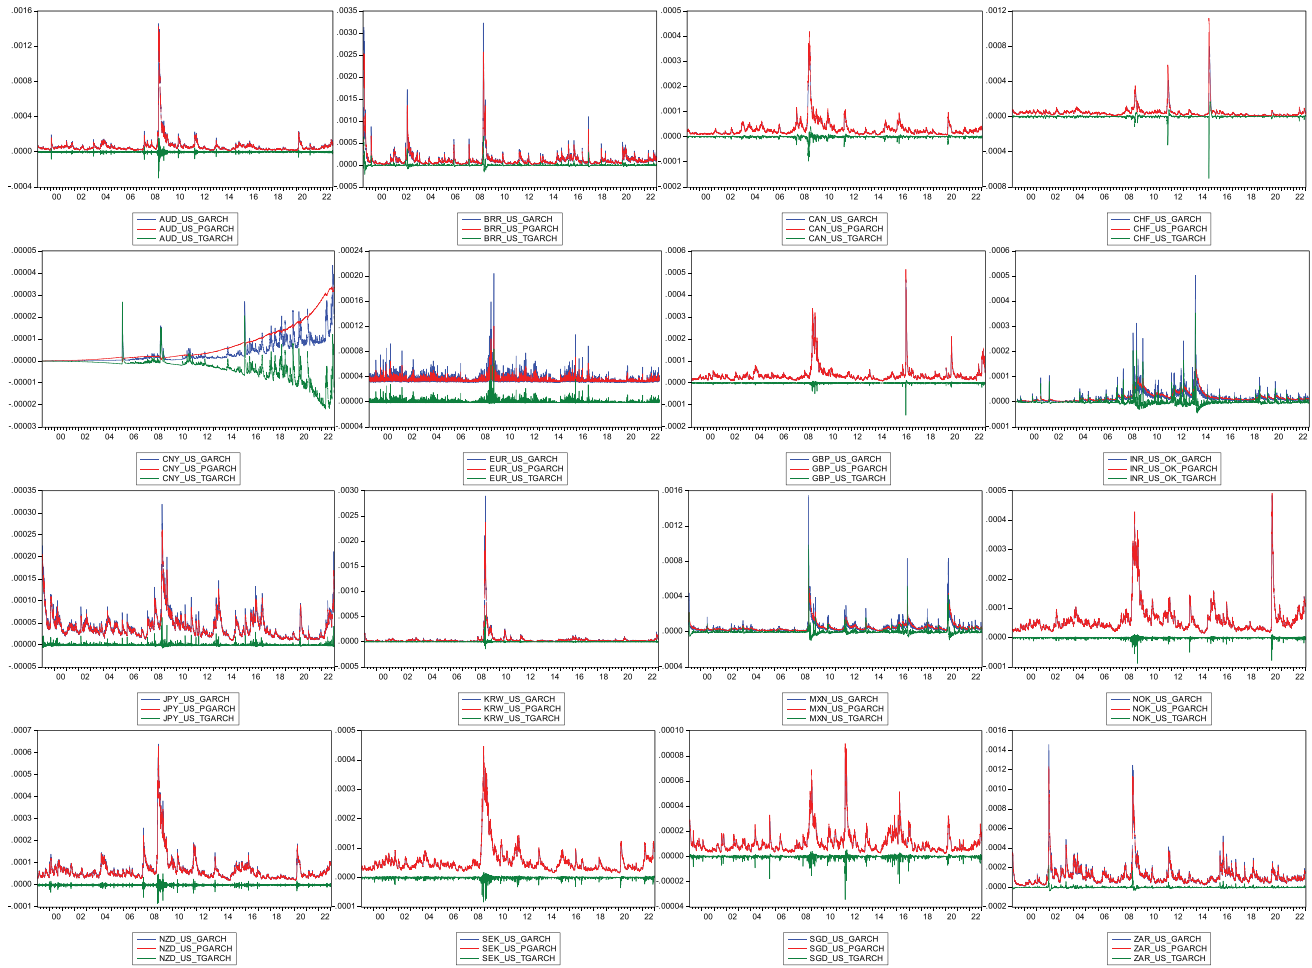 .0016
.0012
.0008
.0004
.0000
-.0004
00 02 04 06 08 10 12 14 16 18 20 22
AUD_US_GARCH
AUD_US_PGARCH
AUD_US_TGARCH
.0035
.0030
.0025
.0020
.0015
.0010
.0005
.0000
-.0005
00 02 04 06 08 10 12 14 16 18 20 22
BRR_US_GARCH
BRR_US_PGARCH
BRR_US_TGARCH
.0005
.0004
.0003
.0002
.0001
.0000
-.0001
-.0002
00 02 04 06 08 10 12 14 16 18 20 22
CAN_US_GARCH
CAN_US_PGARCH
CAN_US_TGARCH
.0012
.0008
.0004
.0000
-.0004
-.0008
00 02 04 06 08 10 12 14 16 18 20 22
CHF_US_GARCH
CHF_US_PGARCH
CHF_US_TGARCH
.00005
.00004
.00003
.00002
.00001
.00000
-.00001
-.00002
-.00003
00 02 04 06 08 10 12 14 16 18 20 22
CNY_US_GARCH
CNY_US_PGARCH
CNY_US_TGARCH
.00024
.00020
.00016
.00012
.00008
.00004
.00000
-.00004
00 02 04 06 08 10 12 14 16 18 20 22
EUR_US_GARCH
EUR_US_PGARCH
EUR_US_TGARCH
.0006
.0005
.0004
.0003
.0002
.0001
.0000
-.0001
-.0002
00 02 04 06 08 10 12 14 16 18 20 22
GBP_US_GARCH
GBP_US_PGARCH
GBP_US_TGARCH
.0006
.0005
.0004
.0003
.0002
.0001
.0000
-.0001
00 02 04 06 08 10 12 14 16 18 20 22
INR_US_OK_GARCH
INR_US_OK_PGARCH
INR_US_OK_TGARCH
.00035
.00030
.00025
.00020
.00015
.00010
.00005
.00000
-.00005
00 02 04 06 08 10 12 14 16 18 20 22
JPY_US_GARCH
JPY_US_PGARCH
JPY_US_TGARCH
.0030
.0025
.0020
.0015
.0010
.0005
.0000
-.0005
00 02 04 06 08 10 12 14 16 18 20 22
KRW_US_GARCH
KRW_US_PGARCH
KRW_US_TGARCH
.0016
.0012
.0008
.0004
.0000
-.0004
00 02 04 06 08 10 12 14 16 18 20 22
MXN_US_GARCH
MXN_US_PGARCH
MXN_US_TGARCH
.0005
.0004
.0003
.0002
.0001
.0000
-.0001
00 02 04 06 08 10 12 14 16 18 20 22
NOK_US_GARCH
NOK_US_PGARCH
NOK_US_TGARCH
.0007
.0006
.0005
.0004
.0003
.0002
.0001
.0000
-.0001
00 02 04 06 08 10 12 14 16 18 20 22
NZD_US_GARCH
NZD_US_PGARCH
NZD_US_TGARCH
.0005
.0004
.0003
.0002
.0001
.0000
-.0001
00 02 04 06 08 10 12 14 16 18 20 22
SEK_US_GARCH
SEK_US_PGARCH
SEK_US_TGARCH
.00010
.00008
.00006
.00004
.00002
.00000
-.00002
-.00004
00 02 04 06 08 10 12 14 16 18 20 22
SGD_US_GARCH
SGD_US_PGARCH
SGD_US_TGARCH
.0016
.0014
.0012
.0010
.0008
.0006
.0004
.0002
.0000
-.0002
00 02 04 06 08 10 12 14 16 18 20 22
ZAR_US_GARCH
ZAR_US_PGARCH
ZAR_US_TGARCH